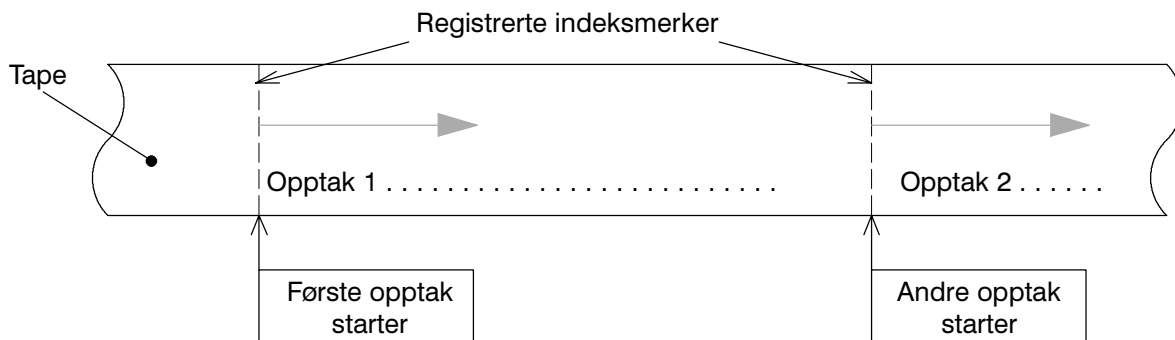 Registrerte indeksmerker
Tape
Opptak 1 . . . . . . . . . . . . . . . . . . . . . . . . . .
Opptak 2 . . . . . .
Første opptak
starter
Andre opptak
starter